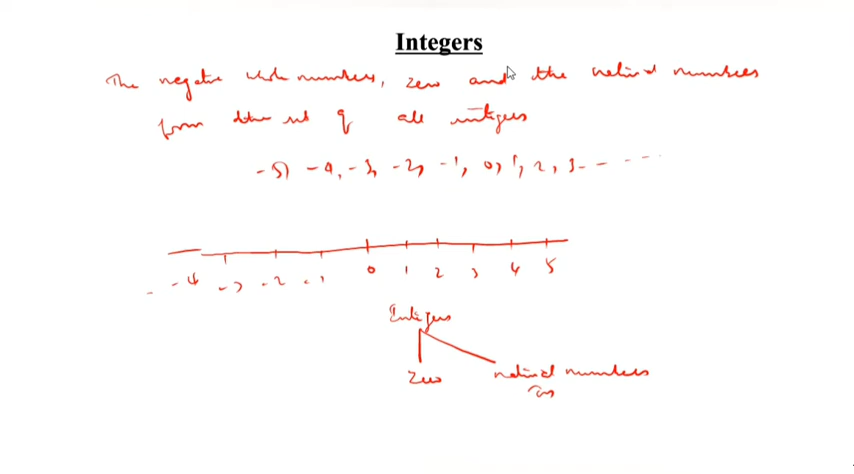 Integers
The negative whole numbers, zero and the natural numbers
form the set of all integers
-5, -4, -3, -2, -1, 0, 1, 2, 3 - - - - -
- -4 -3 -2 -1 0 1 2 3 4 5
Integers
Zero natural numbers